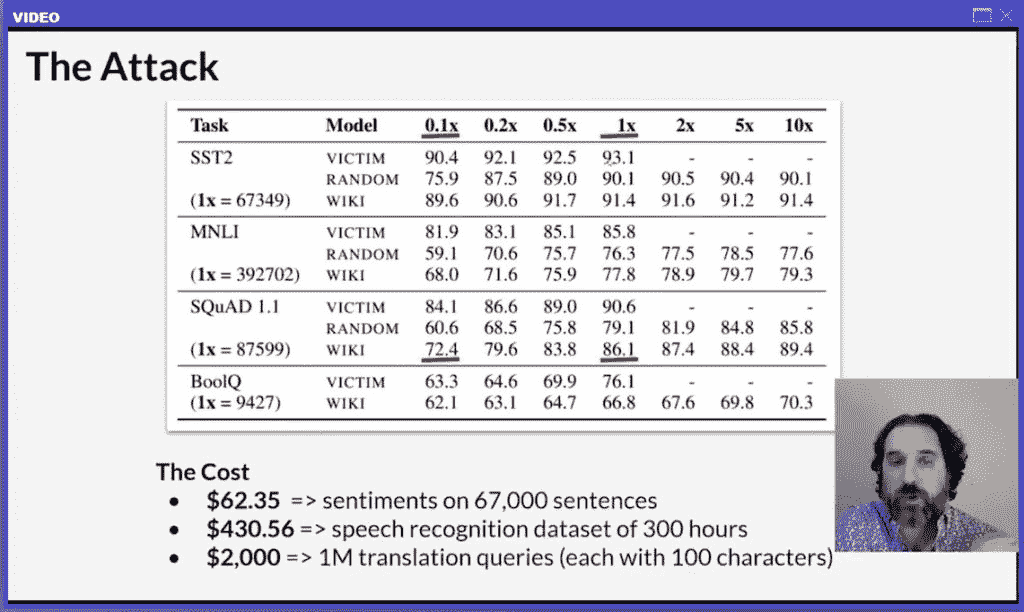 VIDEO
The Attack
Task Model 0.1x 0.2x 0.5x 1x 2x 5x 10x
SST2 VICTIM 90.4 92.1 92.5 93.1 - - -
RANDOM 75.9 87.5 89.0 90.1 90.5 90.4 90.1
(1x = 67349) WIKI 89.6 90.6 91.7 91.4 91.6 91.2 91.4
MNLI VICTIM 81.9 83.1 85.1 85.8 - - -
RANDOM 59.1 70.6 75.7 76.3 77.5 78.5 77.6
(1x = 392702) WIKI 68.0 71.6 75.9 77.8 78.9 79.7 79.3
SQuAD 1.1 VICTIM 84.1 86.6 89.0 90.6 - - -
RANDOM 60.6 68.5 75.8 79.1 81.9 84.8 85.8
(1x = 87599) WIKI 72.4 79.6 83.8 86.1 87.4 88.4 89.4
BoolQ VICTIM 63.3 64.6 69.9 76.1 - - -
(1x = 9427) WIKI 62.1 63.1 64.7 66.8 67.6 69.8 70.3
The Cost
• $62.35 => sentiments on 67,000 sentences
• $430.56 => speech recognition dataset of 300 hours
• $2,000 => 1M translation queries (each with 100 characters)